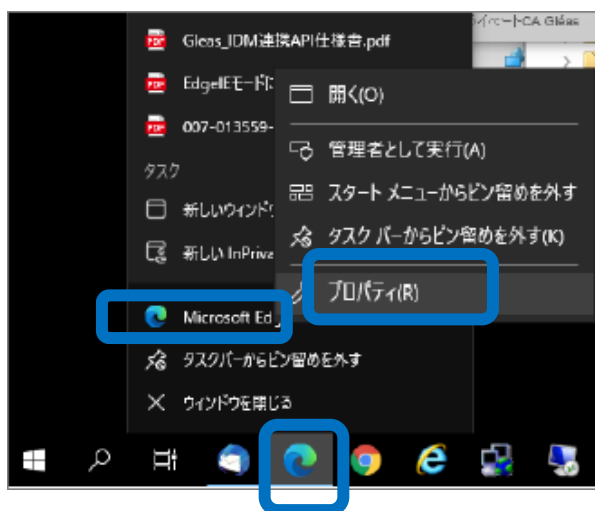 Gleas_IDM連携API仕様書.pdf
ライベートCA Gléas
EdgeIEモードに
007-013559-
タスク
新しいウィンドウ
新しい InPriva
Microsoft Ed
タスクバーからピン留めを外す
ウィンドウを閉じる
開く(O)
管理者として実行(A)
スタート メニューからピン留めを外す
タスク バーからピン留めを外す(K)
プロパティ(R)